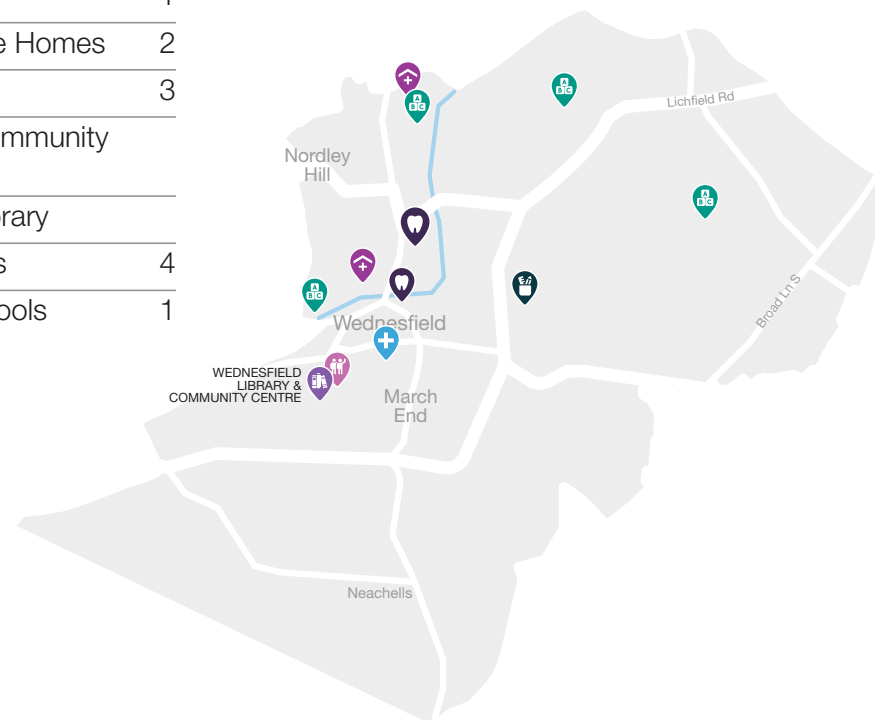 e Homes 2
3
mmunity
rary
s 4
ools 1
Lichfield Rd
Nordley
Hill
Broad Ln S
Wednesfield
WEDNESFIELD
LIBRARY &
COMMUNITY CENTRE
March
End
Neachells
A
B C
A
B C
A
B C
A
B C